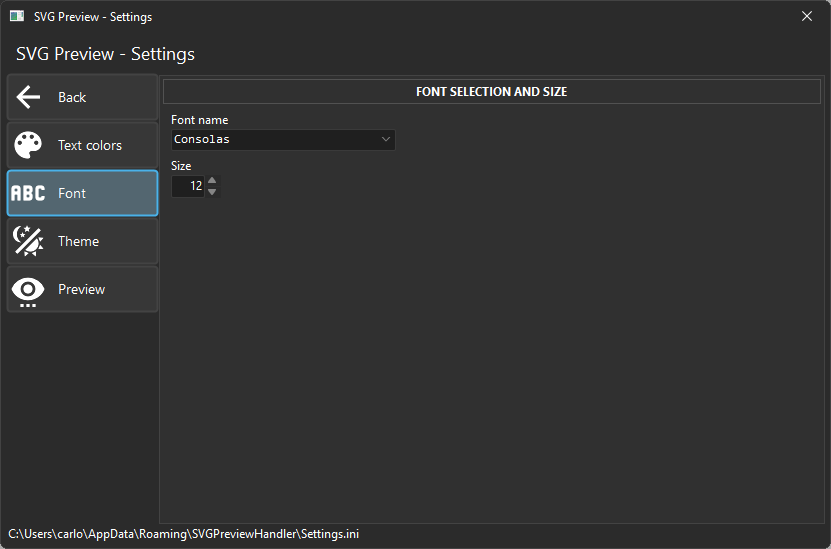 SVG Preview - Settings
SVG Preview - Settings
Back
Text colors
ABC Font
Theme
Preview
FONT SELECTION AND SIZE
Font name
Consolas
Size
12
C:\Users\carlo\AppData\Roaming\SVGPreviewHandler\Settings.ini